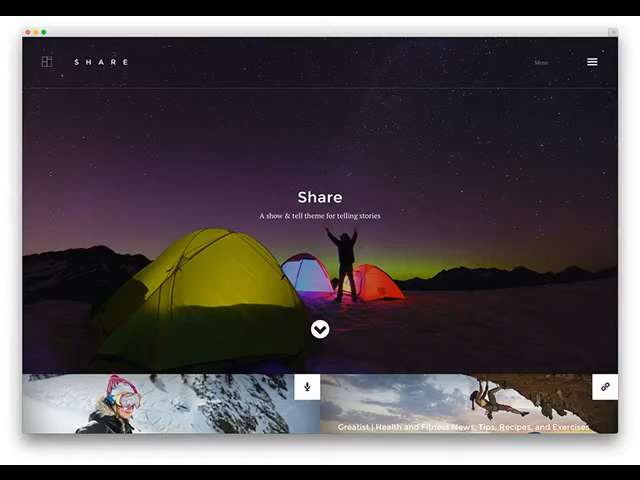 SHARE
Menu
Share
A show & tell theme for telling stories
Greatist | Health and Fitness News, Tips, Recipes, and Exercises